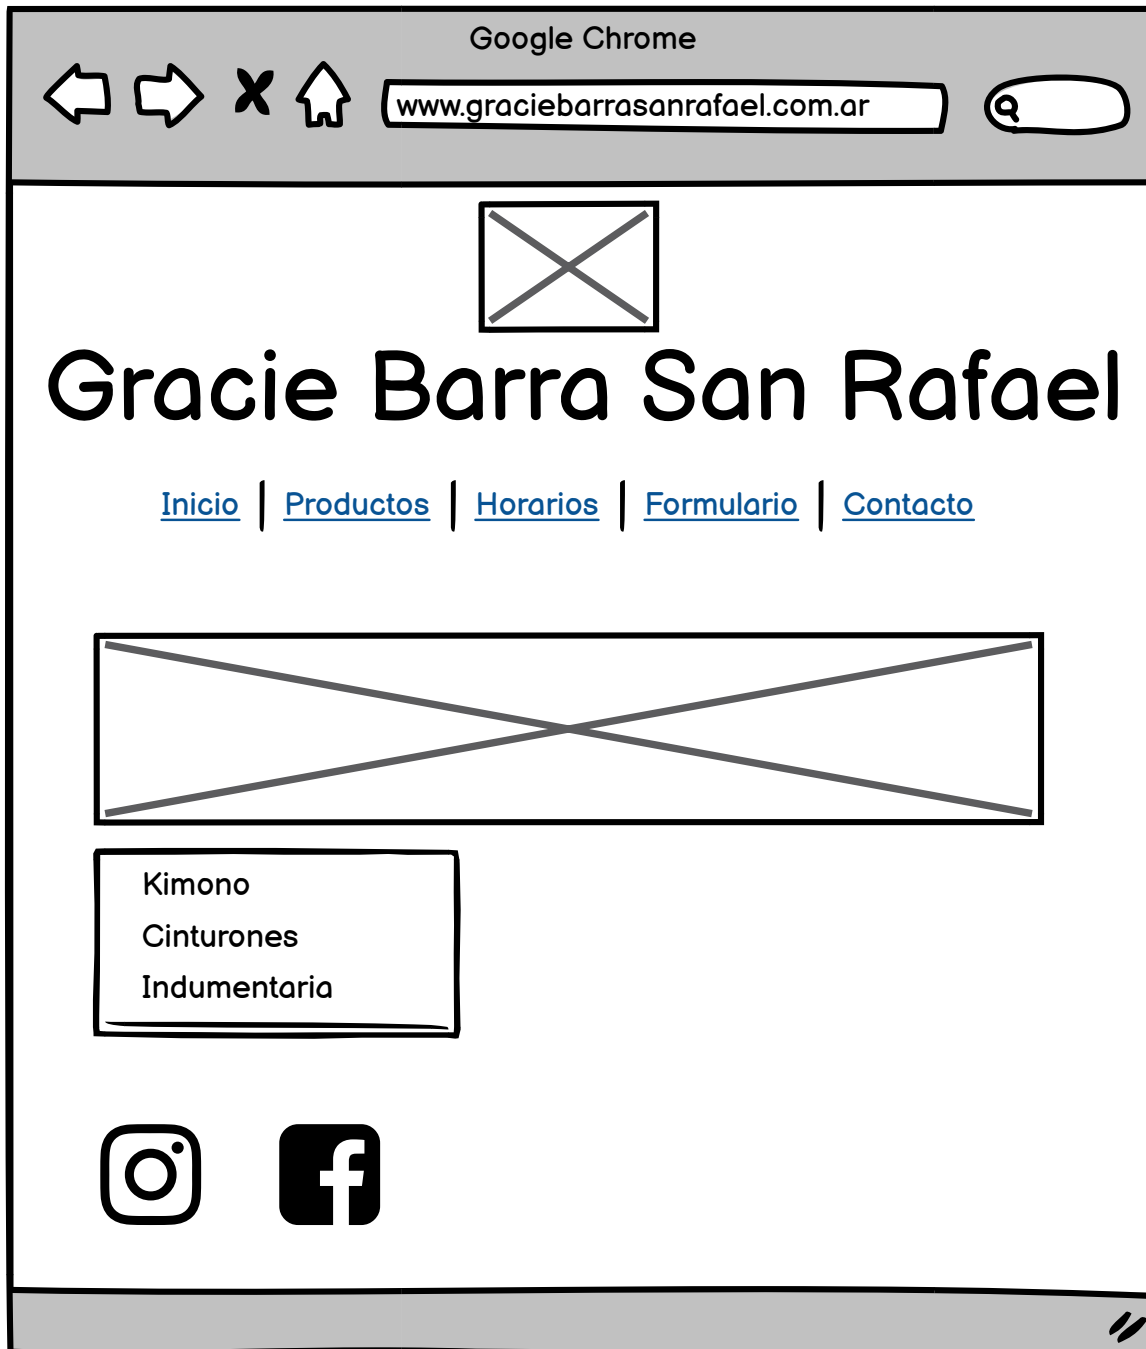 Google Chrome
www.graciebarrasanrafael.com.ar
Gracie Barra San Rafael
Inicio | Productos | Horarios | Formulario | Contacto
Kimono
Cinturones
Indumentaria